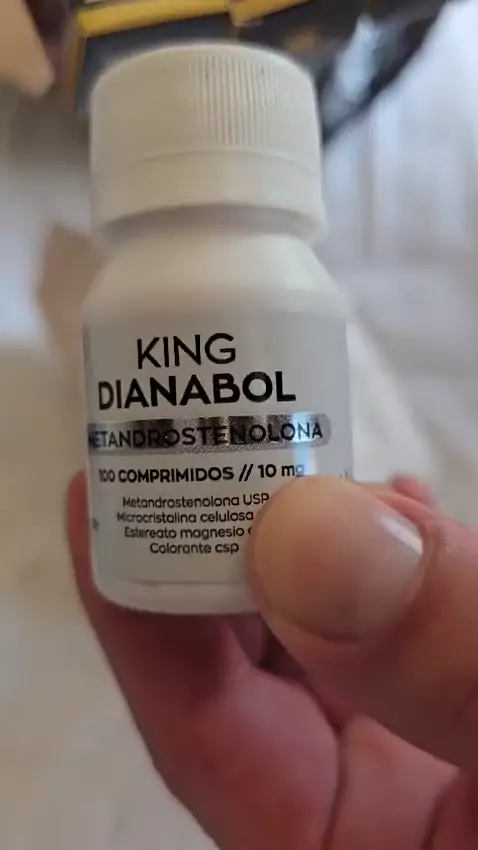 KING
DIANABOL
METANDROSTENOLONA
100 COMPRIMIDOS // 10 mg
Metandrostenolona USP
Microcristalina celulosa
Estereato magnesio
Colorante csp